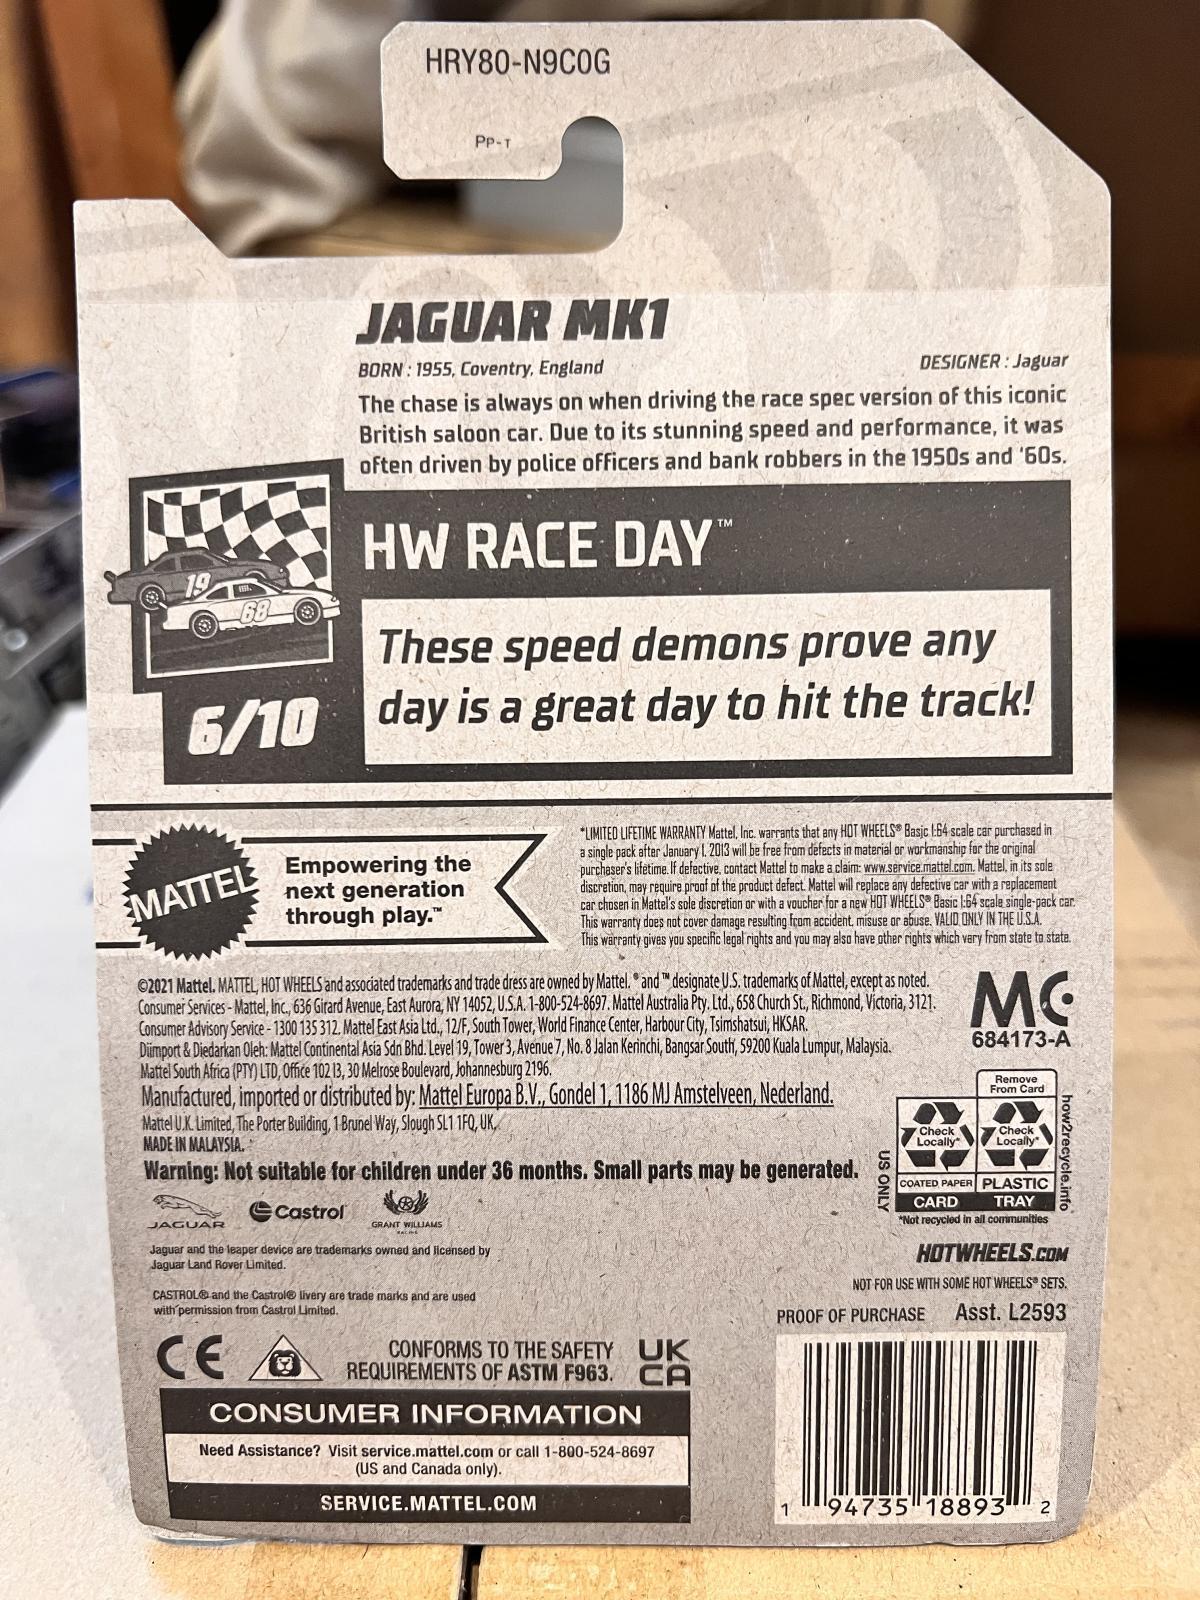 HRY80-N9C0G
Pp-T
JAGUAR MK1
BORN : 1955, Coventry, England
DESIGNER : Jaguar
The chase is always on when driving the race spec version of this iconic
British saloon car. Due to its stunning speed and performance, it was
often driven by police officers and bank robbers in the 1950s and '60s.
19
68
6/10
HW RACE DAY™
These speed demons prove any
day is a great day to hit the track!
MATTEL
Empowering the
next generation
through play.™
*LIMITED LIFETIME WARRANTY Mattel, Inc. warrants that any HOT WHEELS® Basic 1:64 scale car purchased in
a single pack after January 1, 2013 will be free from defects in material or workmanship for the original
purchaser's lifetime. If defective, contact Mattel to make a claim: www.service.mattel.com. Mattel, in its sole
discretion, may require proof of the product defect. Mattel will replace any defective car with a replacement
car chosen in Mattel's sole discretion or with a voucher for a new HOT WHEELS® Basic 1:64 scale single-pack car.
This warranty does not cover damage resulting from accident, misuse or abuse. VALID ONLY IN THE U.S.A.
This warranty gives you specific legal rights and you may also have other rights which vary from state to state.
©2021 Mattel. MATTEL, HOT WHEELS and associated trademarks and trade dress are owned by Mattel. ® and ™ designate U.S. trademarks of Mattel, except as noted.
Consumer Services - Mattel, Inc., 636 Girard Avenue, East Aurora, NY 14052, U.S.A. 1-800-524-8697. Mattel Australia Pty. Ltd., 658 Church St., Richmond, Victoria, 3121.
Consumer Advisory Service - 1300 135 312. Mattel East Asia Ltd., 12/F, South Tower, World Finance Center, Harbour City, Tsimshatsui, HKSAR.
Diimport & Diedarkan Oleh: Mattel Continental Asia Sdn Bhd. Level 19, Tower 3, Avenue 7, No. 8 Jalan Kerinchi, Bangsar South, 59200 Kuala Lumpur, Malaysia.
Mattel South Africa (PTY) LTD, Office 102 I3, 30 Melrose Boulevard, Johannesburg 2196.
Manufactured, imported or distributed by: Mattel Europa B.V., Gondel 1, 1186 MJ Amstelveen, Nederland.
Mattel U.K. Limited, The Porter Building, 1 Brunel Way, Slough SL1 1FQ, UK.
MADE IN MALAYSIA.
Warning: Not suitable for children under 36 months. Small parts may be generated.
MC
684173-A
Remove
From Card
Check
Locally*
Check
Locally*
COATED PAPER
PLASTIC
CARD
TRAY
US ONLY
how2recycle.info
*Not recycled in all communities
JAGUAR
Castrol
GRANT WILLIAMS
RACING
Jaguar and the leaper device are trademarks owned and licensed by
Jaguar Land Rover Limited.
CASTROL® and the Castrol® livery are trade marks and are used
with permission from Castrol Limited.
HOTWHEELS.COM
NOT FOR USE WITH SOME HOT WHEELS® SETS.
PROOF OF PURCHASE
Asst. L2593
CE
CONFORMS TO THE SAFETY
REQUIREMENTS OF ASTM F963.
UK
CA
CONSUMER INFORMATION
Need Assistance? Visit service.mattel.com or call 1-800-524-8697
(US and Canada only).
SERVICE.MATTEL.COM
1 94735 18893 2